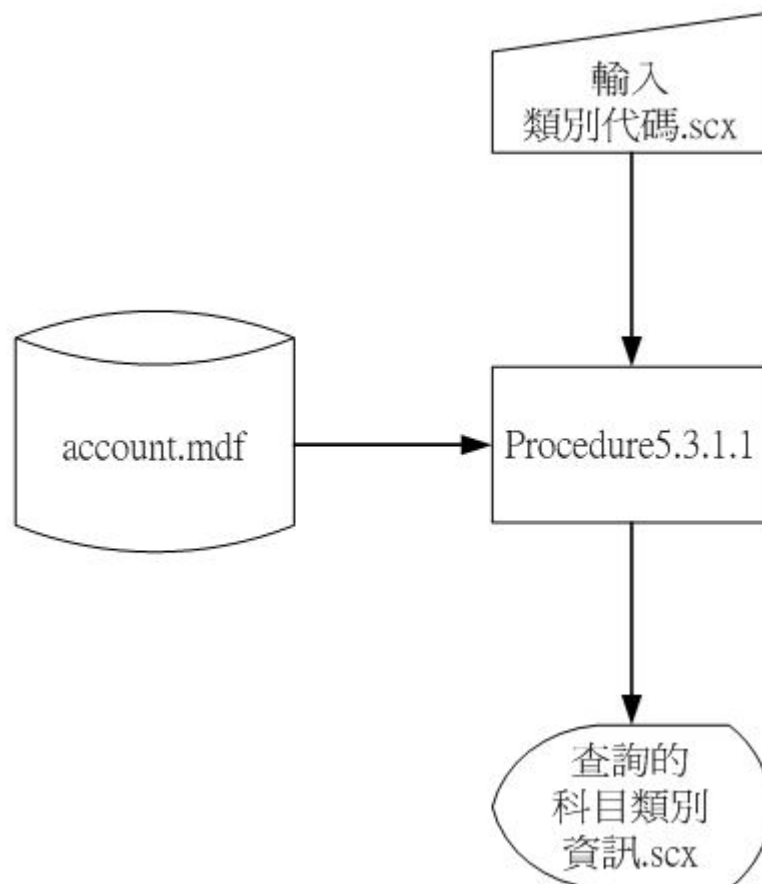 輸入
類別代碼.scx
account.mdf
Procedure5.3.1.1
查詢的
科目類別
資訊.scx